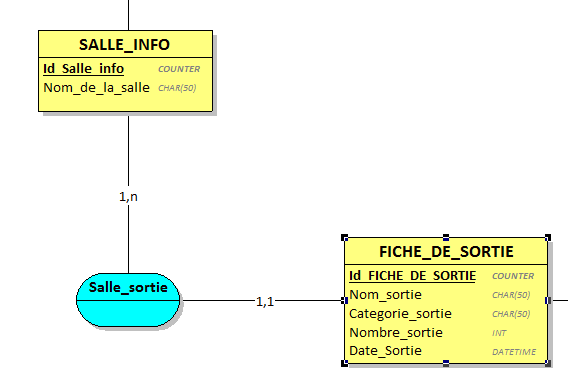 SALLE_INFO
Id_Salle_info COUNTER
Nom_de_la_salle CHAR(50)
1,n
FICHE_DE_SORTIE
Id_FICHE_DE_SORTIE COUNTER
Salle_sortie
Nom_sortie CHAR(50)
1,1
Categorie_sortie CHAR(50)
Nombre_sortie INT
Date_Sortie DATETIME